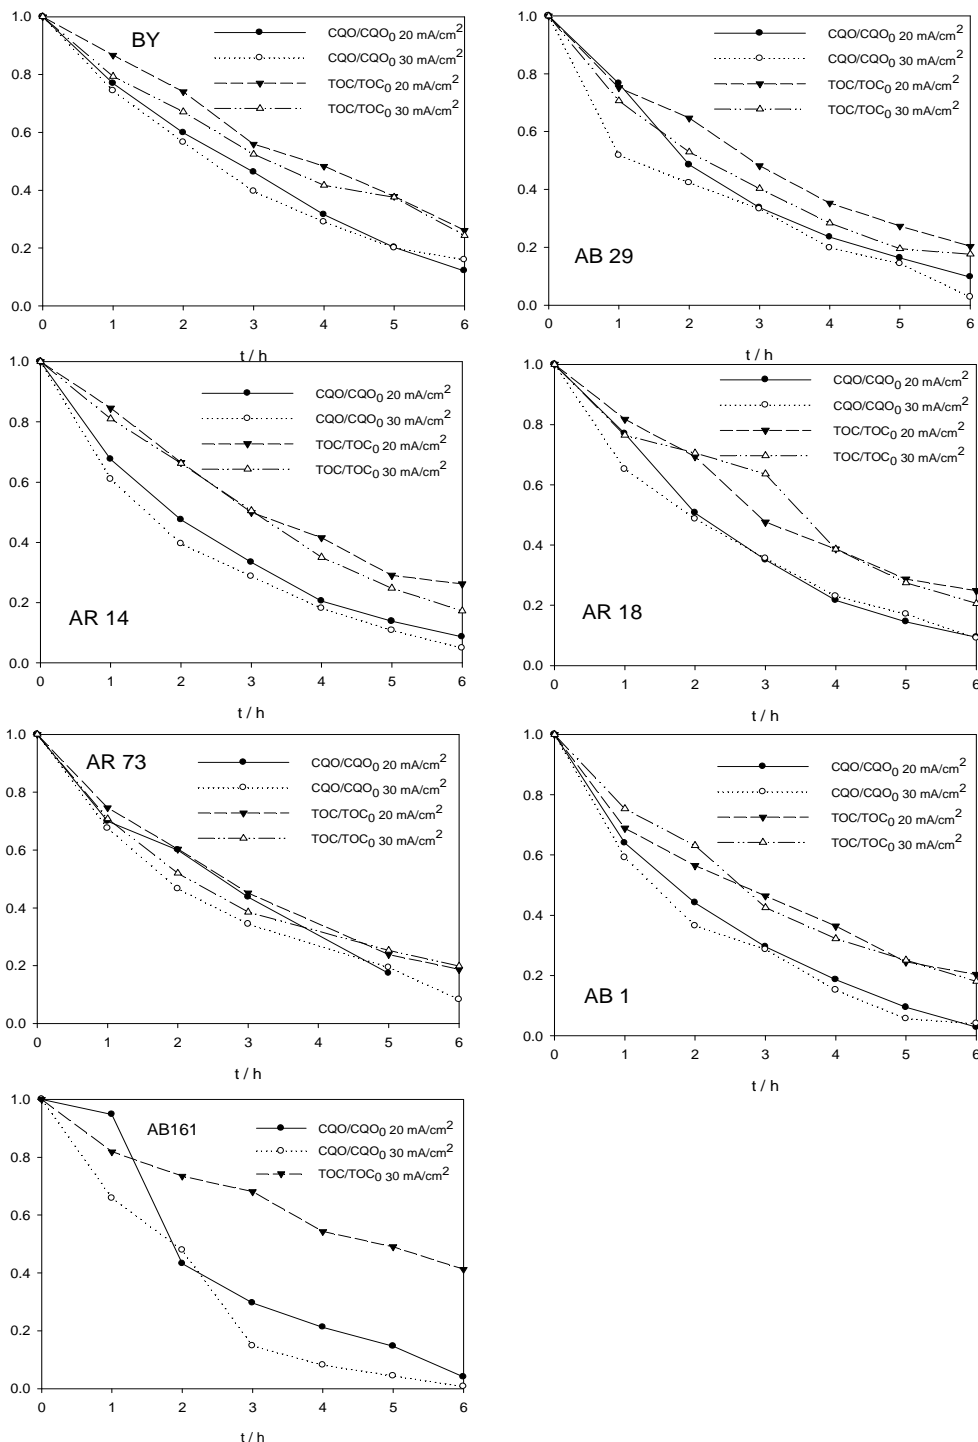 BY
CQO/CQO0 20 mA/cm2
CQO/CQO0 30 mA/cm2
TOC/TOC0 20 mA/cm2
TOC/TOC0 30 mA/cm2
1.0
0.8
0.6
0.4
0.2
0.0
0 1 2 3 4 5 6
t / h
AB 29
CQO/CQO0 20 mA/cm2
CQO/CQO0 30 mA/cm2
TOC/TOC0 20 mA/cm2
TOC/TOC0 30 mA/cm2
1.0
0.8
0.6
0.4
0.2
0.0
0 1 2 3 4 5 6
t / h
CQO/CQO0 20 mA/cm2
CQO/CQO0 30 mA/cm2
TOC/TOC0 20 mA/cm2
TOC/TOC0 30 mA/cm2
AR 14
1.0
0.8
0.6
0.4
0.2
0.0
0 1 2 3 4 5 6
t / h
CQO/CQO0 20 mA/cm2
CQO/CQO0 30 mA/cm2
TOC/TOC0 20 mA/cm2
TOC/TOC0 30 mA/cm2
AR 18
1.0
0.8
0.6
0.4
0.2
0.0
0 1 2 3 4 5 6
t / h
AR 73
CQO/CQO0 20 mA/cm2
CQO/CQO0 30 mA/cm2
TOC/TOC0 20 mA/cm2
TOC/TOC0 30 mA/cm2
1.0
0.8
0.6
0.4
0.2
0.0
0 1 2 3 4 5 6
t / h
CQO/CQO0 20 mA/cm2
CQO/CQO0 30 mA/cm2
TOC/TOC0 20 mA/cm2
TOC/TOC0 30 mA/cm2
AB 1
1.0
0.8
0.6
0.4
0.2
0.0
0 1 2 3 4 5 6
t / h
AB161
CQO/CQO0 20 mA/cm2
CQO/CQO0 30 mA/cm2
TOC/TOC0 30 mA/cm2
1.0
0.8
0.6
0.4
0.2
0.0
0 1 2 3 4 5 6
t / h